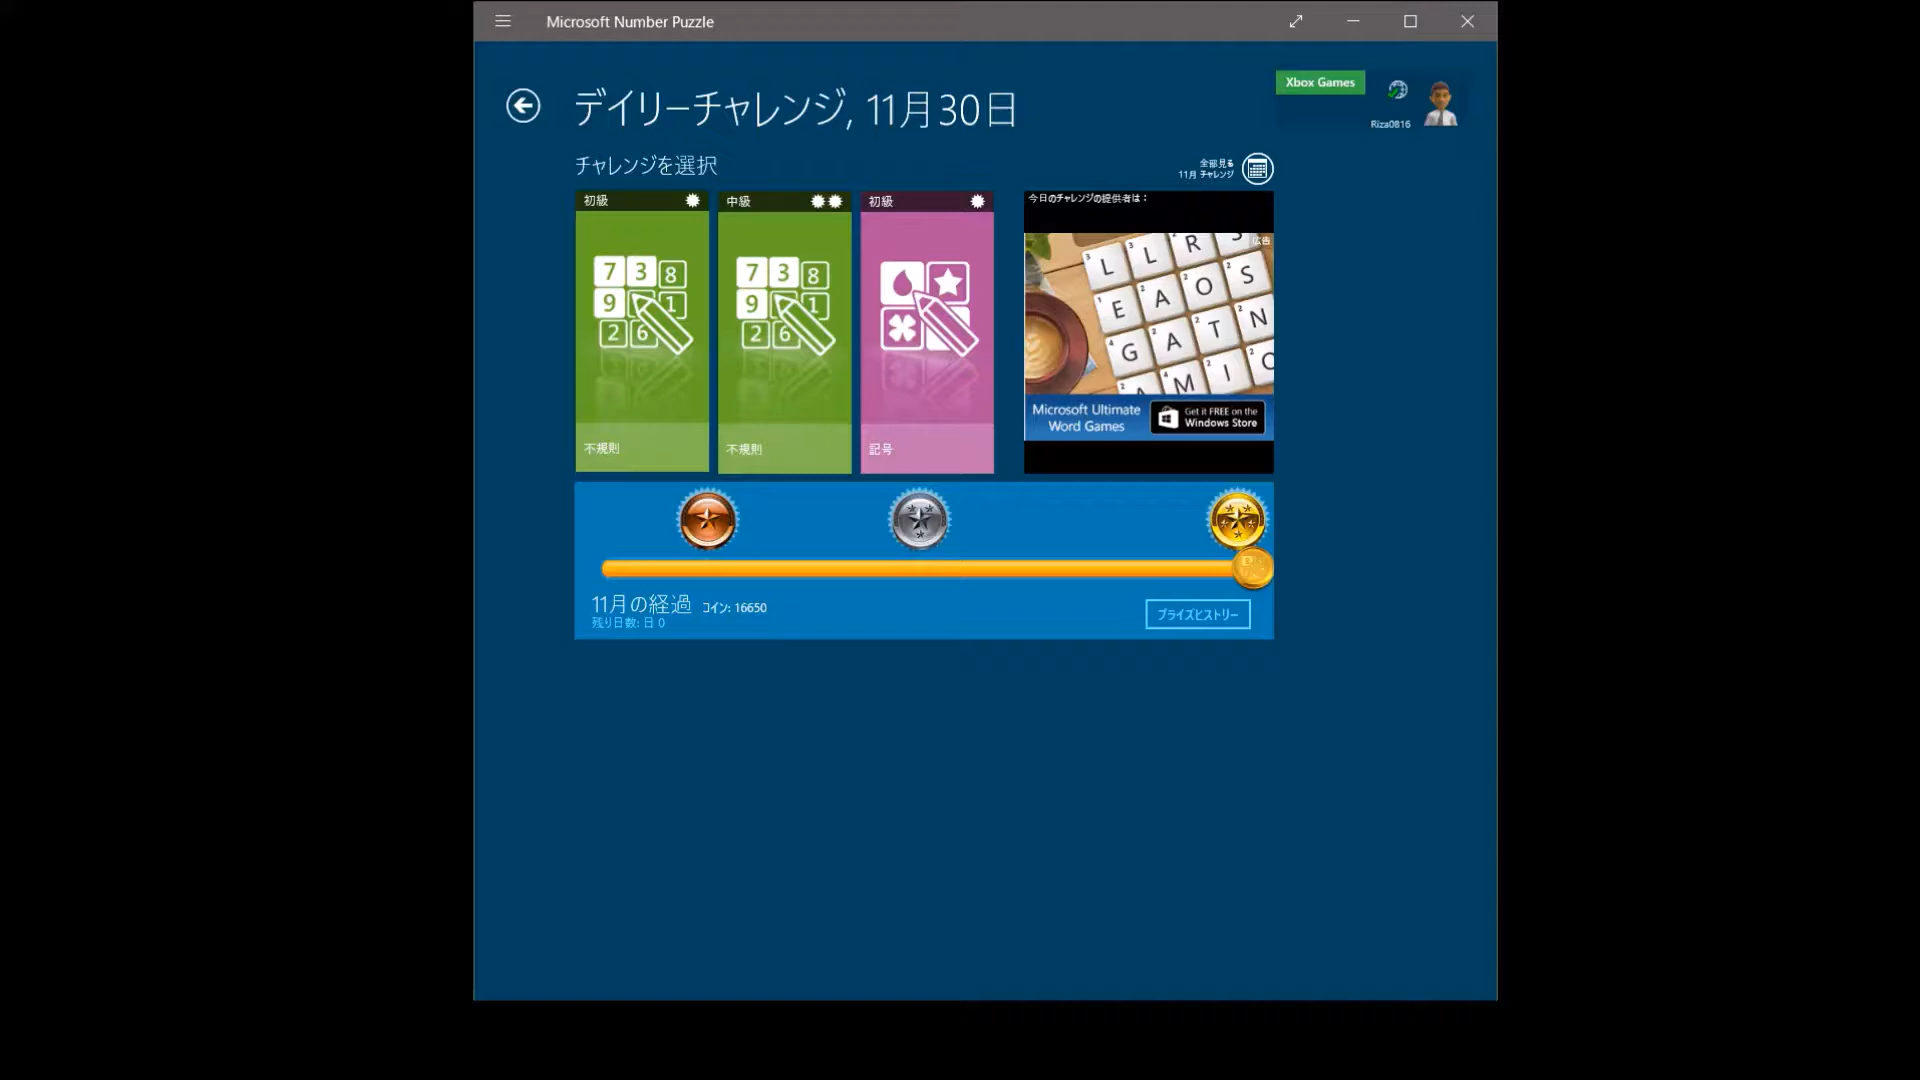 Microsoft Number Puzzle
デイリーチャレンジ, 11月30日
Xbox Games
Riza0816
チャレンジを選択
全部見る
11月 チャレンジ
初級
中級
初級
今日のチャレンジの提供者は：
広告
7 3 8
9 1
2 6
7 3 8
9 1
2 6
L L R S
E A O S
G A T N
A M I
不規則
不規則
記号
Microsoft Ultimate
Word Games
Get it FREE on the
Windows Store
11月の経過 コイン: 16650
残り日数: 日 0
プライズヒストリー